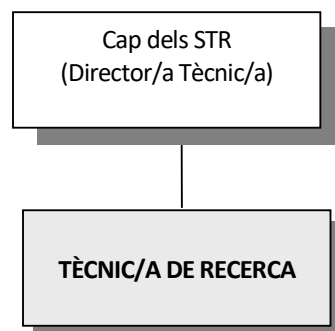 Cap dels STR
(Director/a Tècnic/a)
TÈCNIC/A DE RECERCA